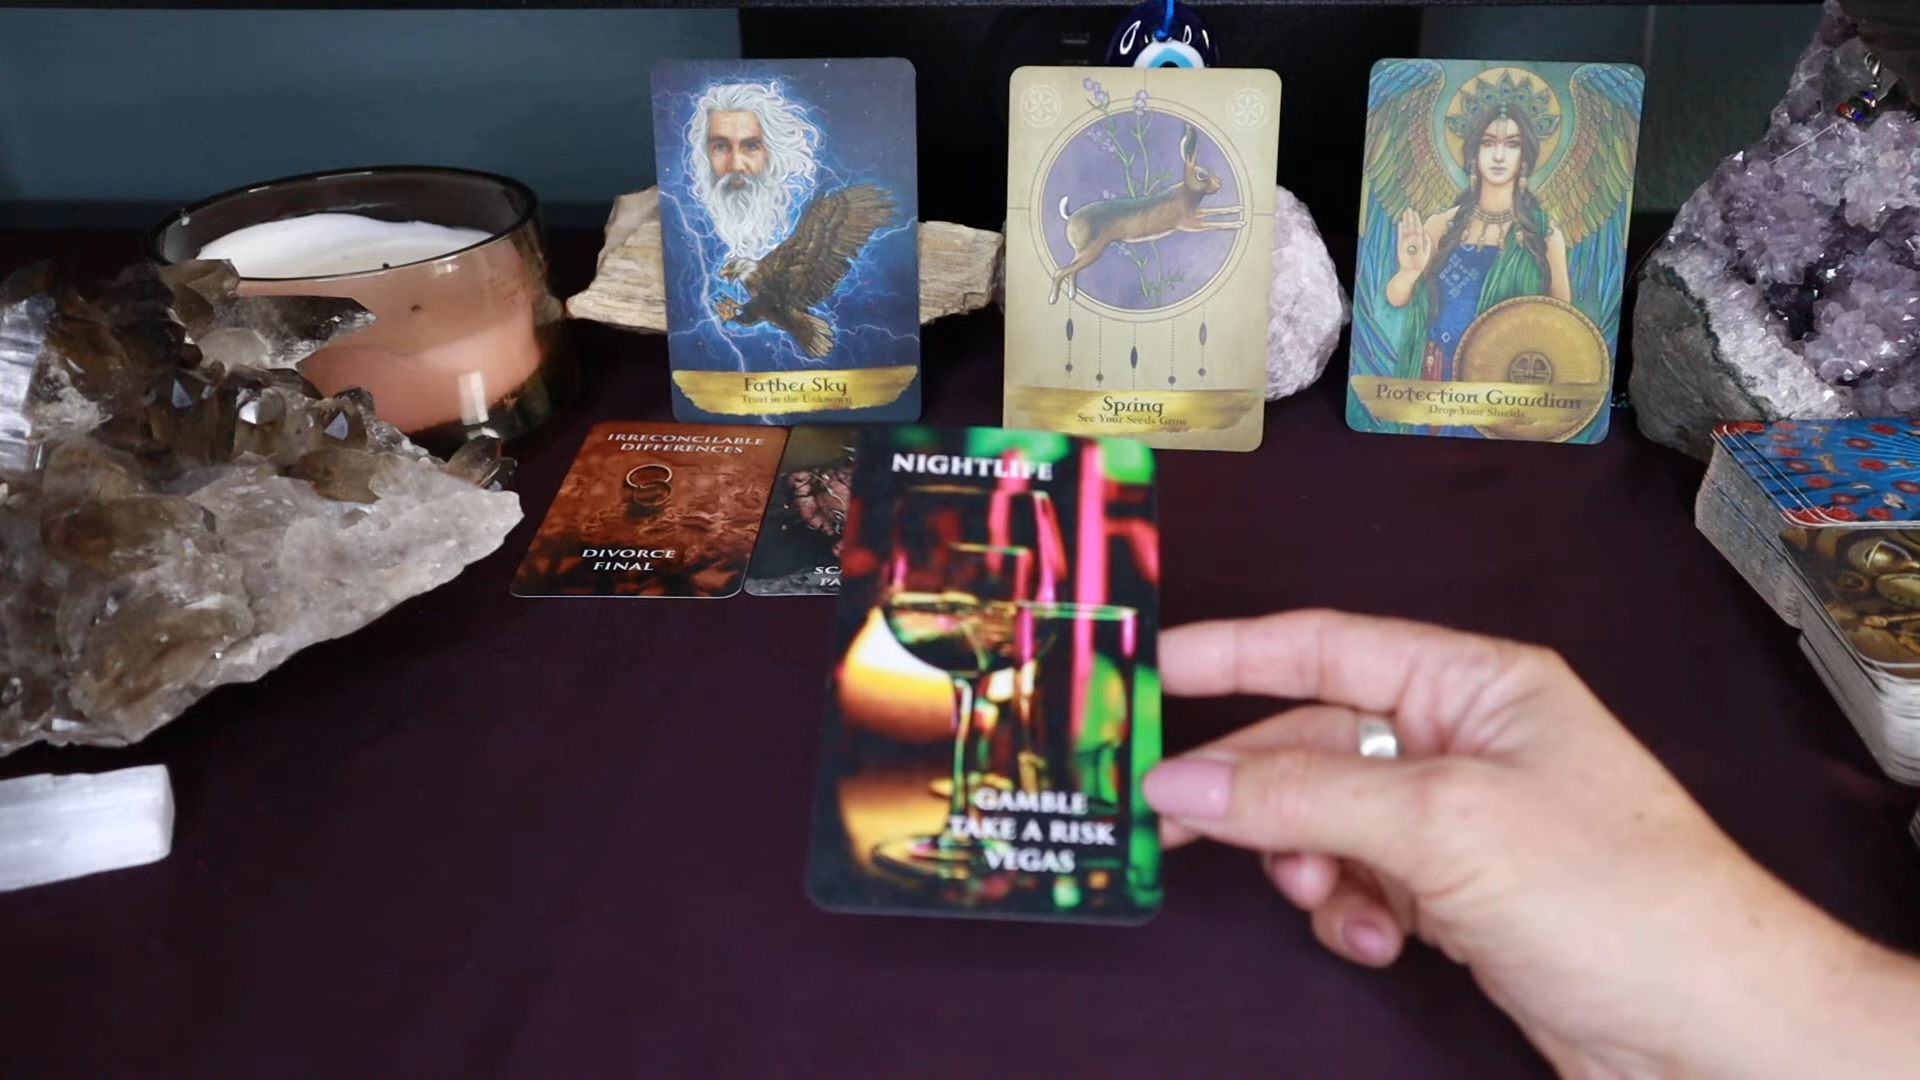 Father Sky
Trust in the Unknown
Spring
See Your Seeds Grow
Protection Guardian
Drop Your Shields
IRRECONCILABLE
DIFFERENCES
DIVORCE
FINAL
NIGHTLIFE
GAMBLE
TAKE A RISK
VEGAS